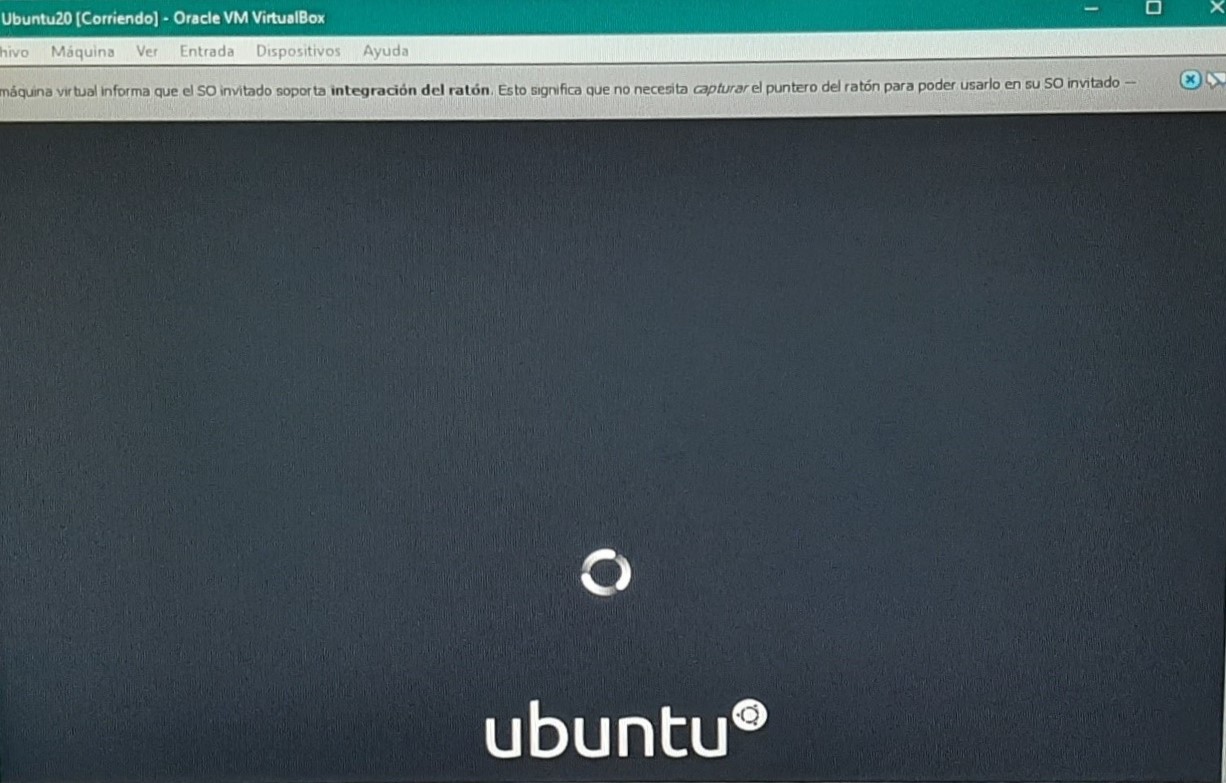 Ubuntu20 [Corriendo] - Oracle VM VirtualBox
hivo Máquina Ver Entrada Dispositivos Ayuda
máquina virtual informa que el SO invitado soporta integración del ratón. Esto significa que no necesita capturar el puntero del ratón para poder usarlo en su SO invitado —
ubuntu